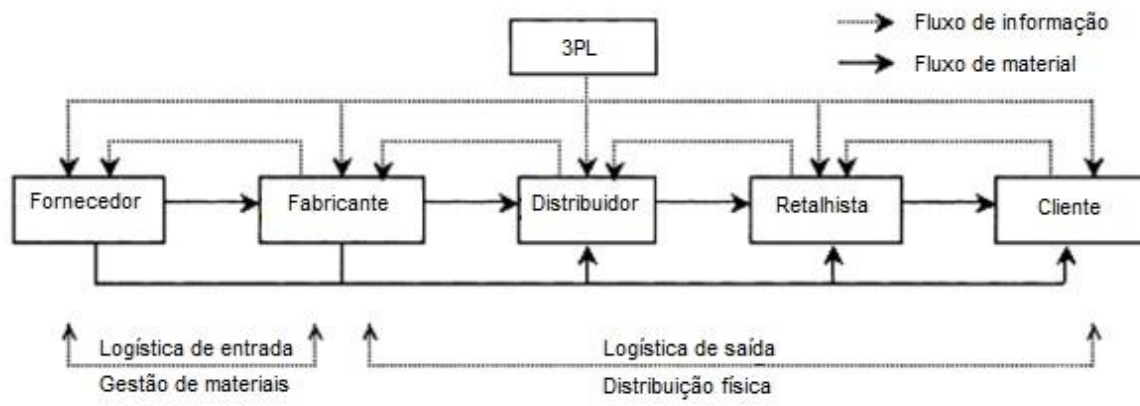 Fluxo de informação
3PL
Fluxo de material
Fornecedor
Fabricante
Distribuidor
Retalhista
Cliente
Logística de entrada
Gestão de materiais
Logística de saída
Distribuição física